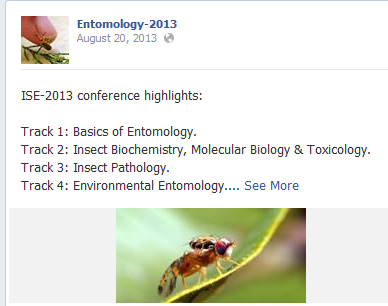 Entomology-2013
August 20, 2013
ISE-2013 conference highlights:
Track 1: Basics of Entomology.
Track 2: Insect Biochemistry, Molecular Biology & Toxicology.
Track 3: Insect Pathology.
Track 4: Environmental Entomology.... See More